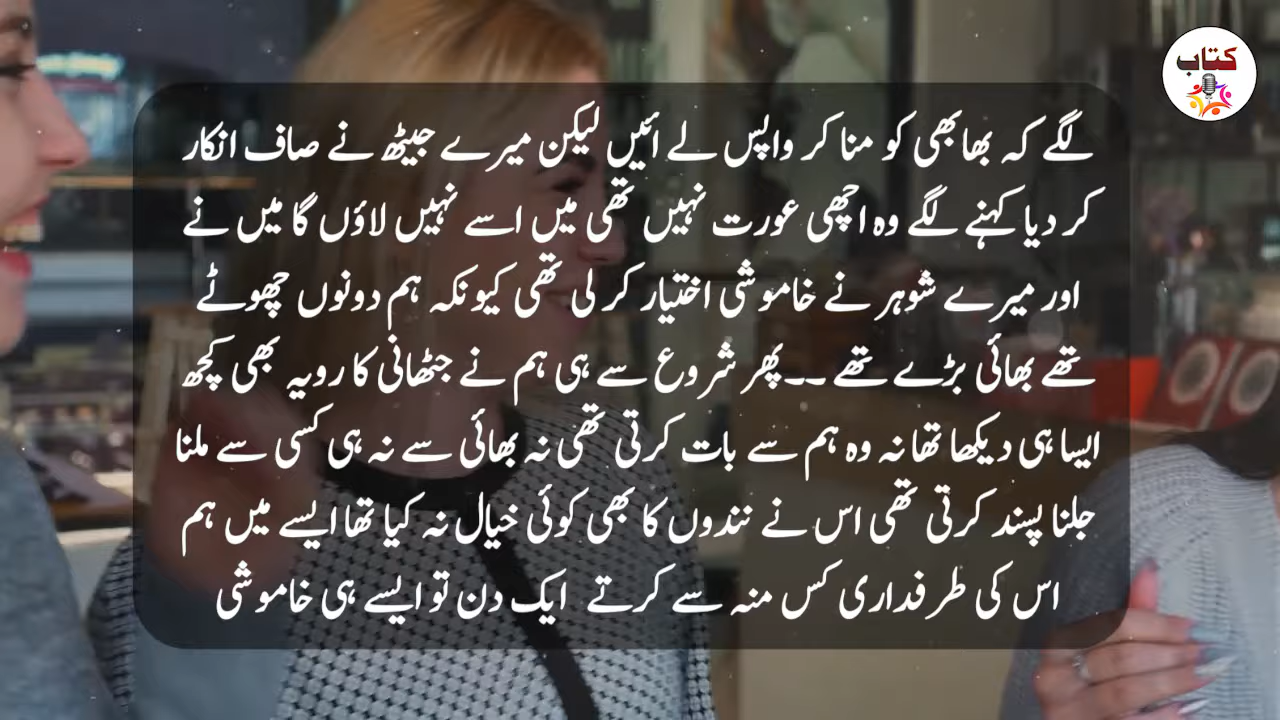 کتاب
لگے کہ بھابھی کو منا کر واپس لے ائیں لیکن میرے جیٹھ نے صاف انکار
کر دیا کہنے لگے وہ اچھی عورت نہیں تھی میں اسے نہیں لاؤں گا میں نے
اور میرے شوہر نے خاموشی اختیار کر لی تھی کیونکہ ہم دونوں چھوٹے
تھے بھائی بڑے تھے ۔۔پھر شروع سے ہی ہم نے جٹھانی کا رویہ بھی کچھ
ایسا ہی دیکھا تھا نہ وہ ہم سے بات کرتی تھی نہ بھائی سے نہ ہی کسی سے ملنا
جلنا پسند کرتی تھی اس نے نندوں کا بھی کوئی خیال نہ کیا تھا ایسے میں ہم
اس کی طرفداری کس منہ سے کرتے ایک دن تو ایسے ہی خاموشی